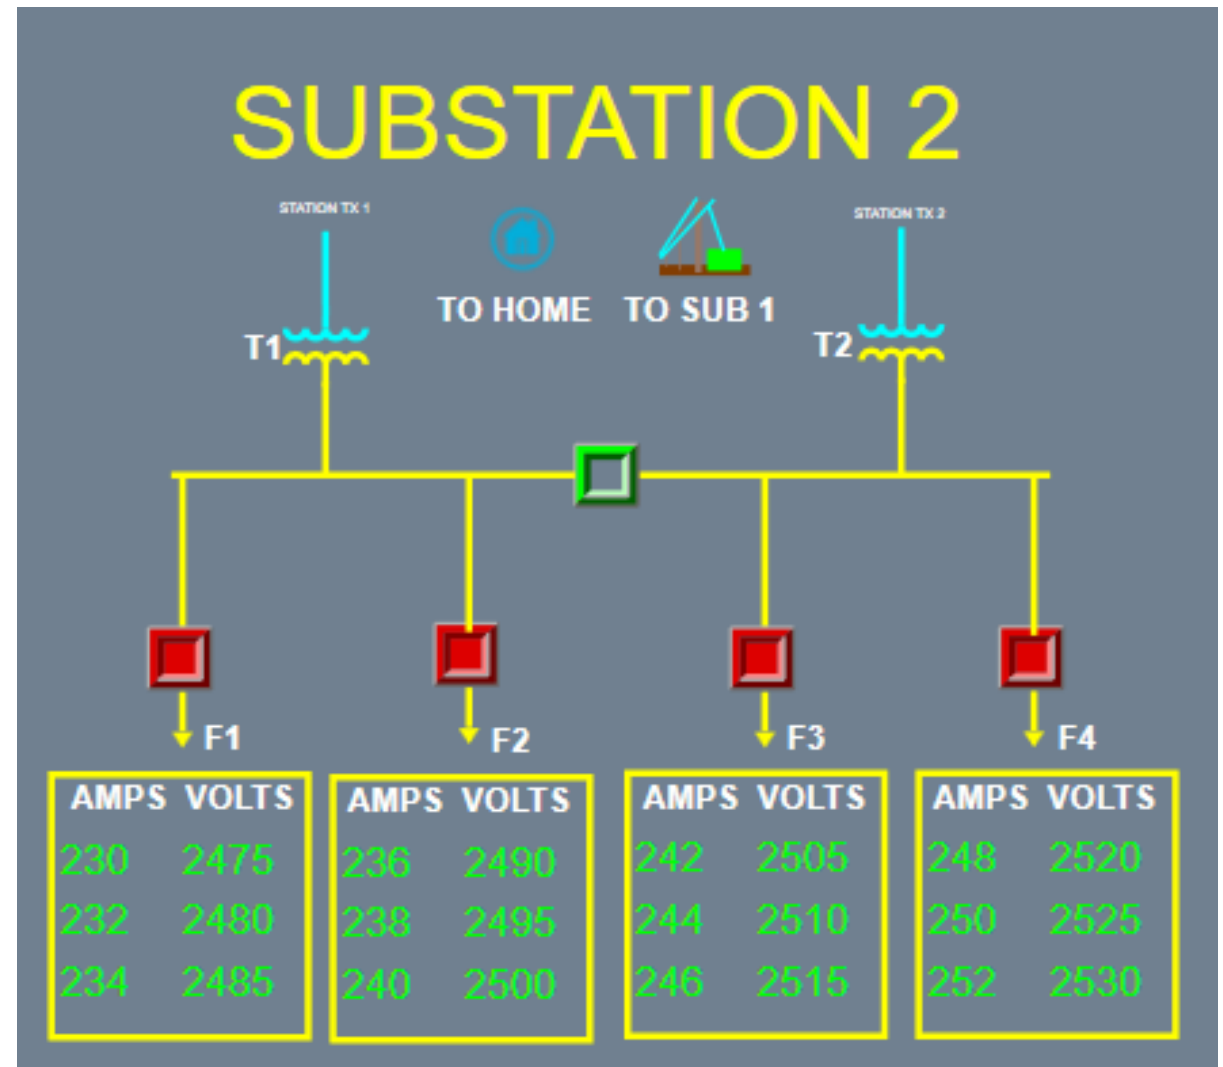 SUBSTATION 2
STATION TX 1
STATION TX 2
TO HOME
TO SUB 1
T1
T2
F1
F2
F3
F4
AMPS VOLTS
230 2475
232 2480
234 2485
AMPS VOLTS
236 2490
238 2495
240 2500
AMPS VOLTS
242 2505
244 2510
246 2515
AMPS VOLTS
248 2520
250 2525
252 2530